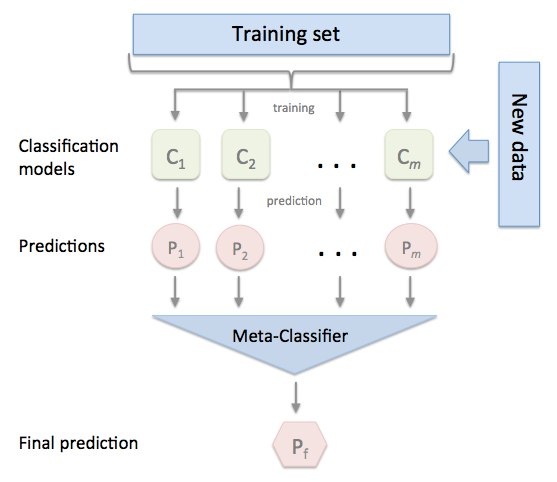 Training set
training
New data
Classification
models
C1 C2 . . . Cm
prediction
Predictions
P1 P2 . . . Pm
Meta-Classifier
Final prediction
Pf